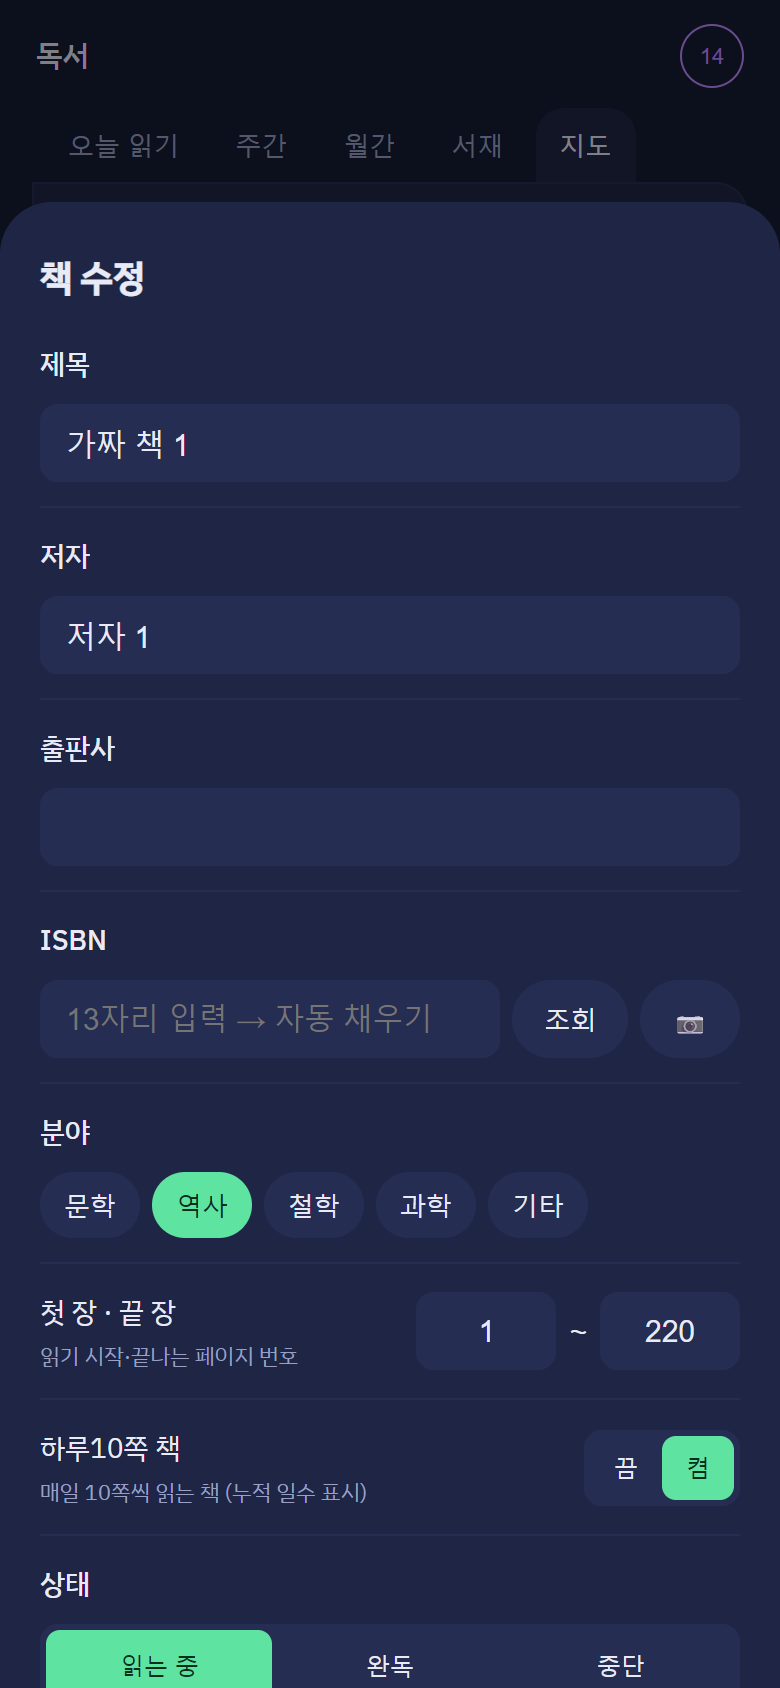 독서
14
오늘 읽기 주간 월간 서재 지도
책 수정
제목
가짜 책 1
저자
저자 1
출판사
ISBN
13자리 입력 → 자동 채우기 조회
분야
문학 역사 철학 과학 기타
첫 장 · 끝 장
읽기 시작·끝나는 페이지 번호
1 ~ 220
하루10쪽 책
매일 10쪽씩 읽는 책 (누적 일수 표시)
끔 켬
상태
읽는 중 완독 중단